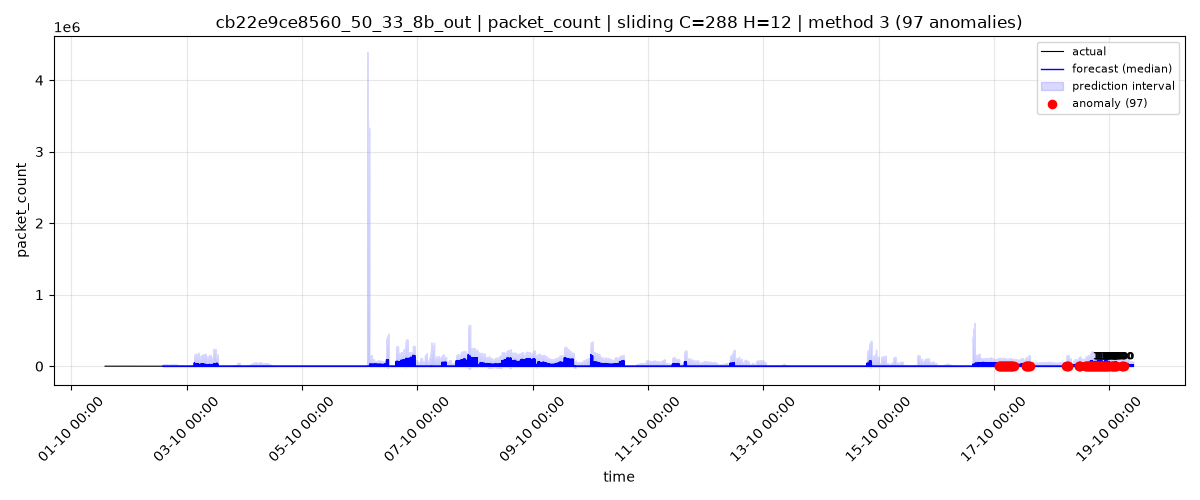 cb22e9ce8560_50_33_8b_out | packet_count | sliding C=288 H=12 | method 3 (97 anomalies)
1e6
actual
forecast (median)
prediction interval
anomaly (97)
4
3
2
1
0
packet_count
01-10 00:00
03-10 00:00
05-10 00:00
07-10 00:00
09-10 00:00
11-10 00:00
13-10 00:00
15-10 00:00
17-10 00:00
19-10 00:00
time